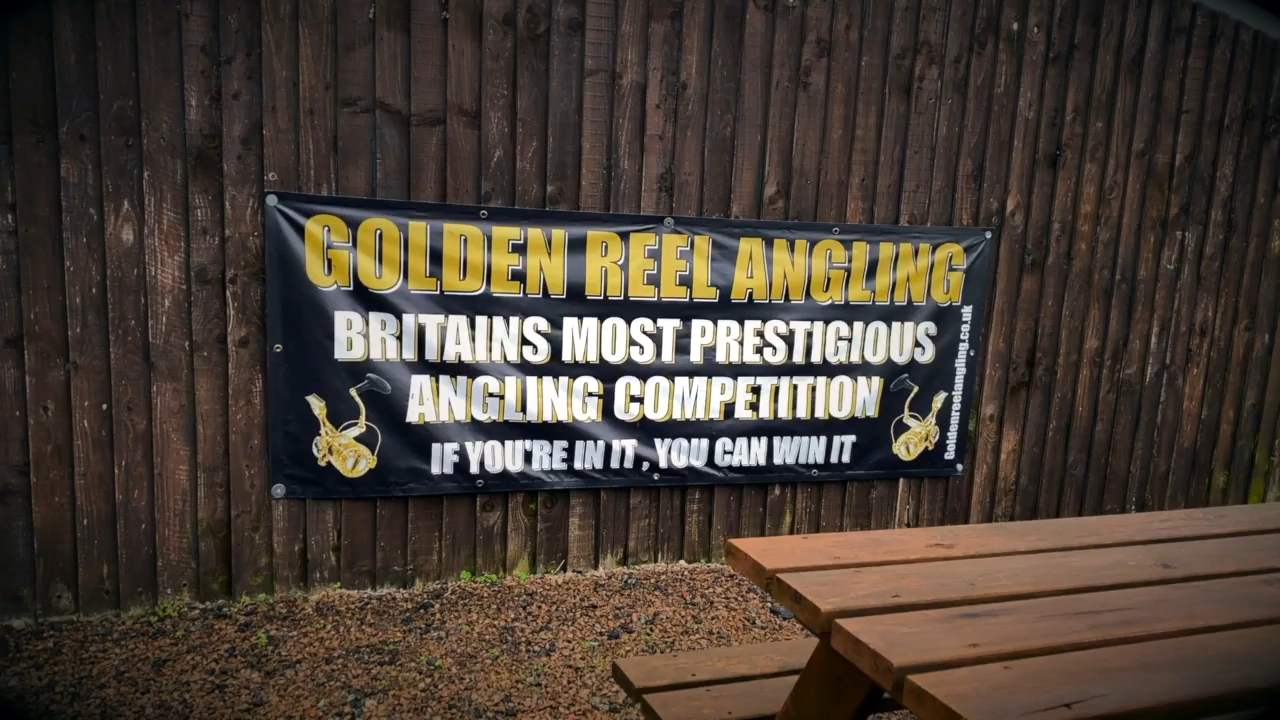 GOLDEN REEL ANGLING
BRITAINS MOST PRESTIGIOUS
ANGLING COMPETITION
IF YOU'RE IN IT, YOU CAN WIN IT
Goldenreelangling.co.uk